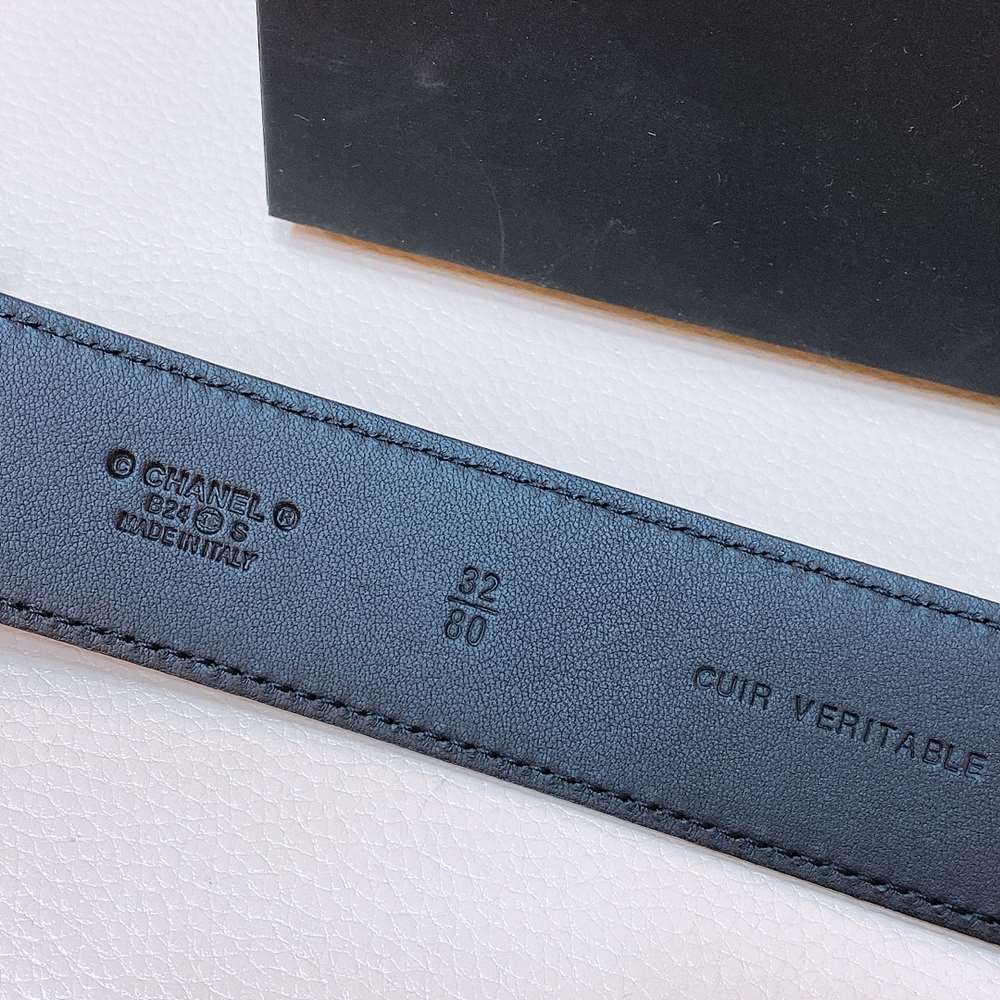 © CHANEL ®
B24 S
MADE IN ITALY
32
80
CUIR VERITABLE